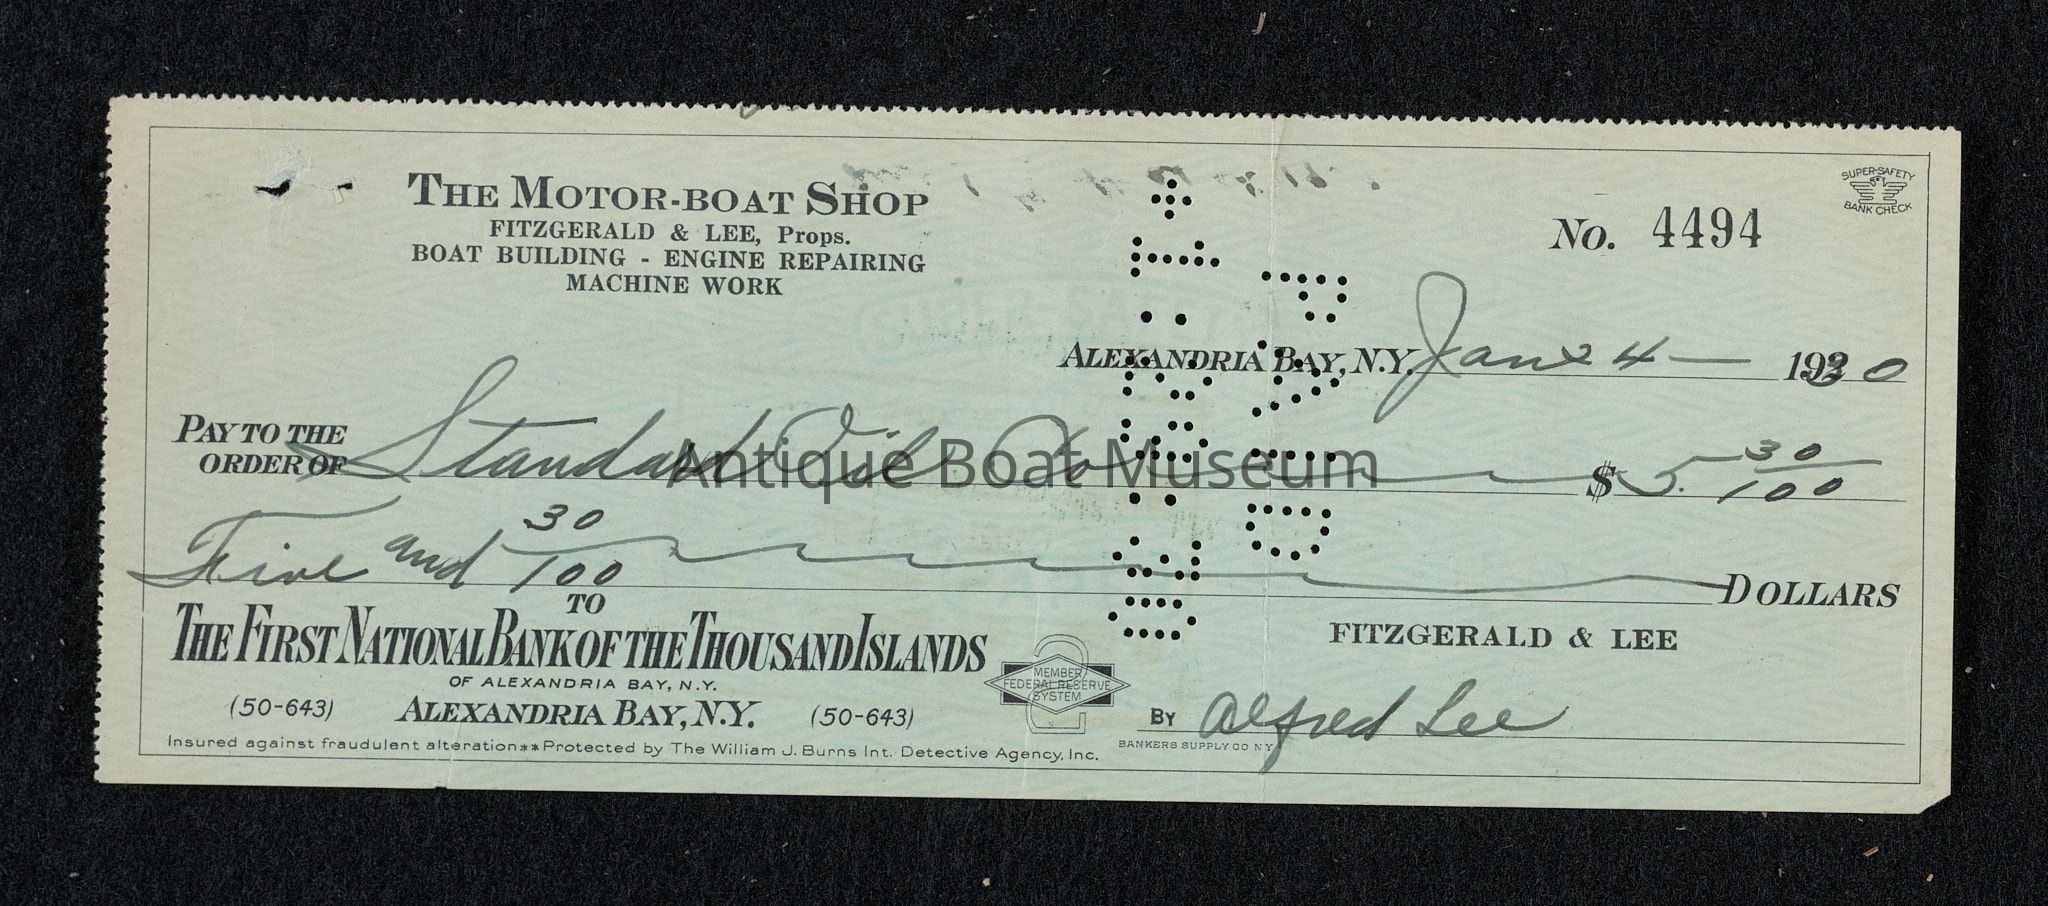 THE MOTOR-BOAT SHOP
FITZGERALD & LEE, Props.
BOAT BUILDING - ENGINE REPAIRING
MACHINE WORK
SUPER-SAFETY
BANK CHECK
No. 4494
ALEXANDRIA BAY, N.Y. Jan 24 1930
PAY TO THE
ORDER OF Standard Oil Co $ 5. 30/100
Five and 30/100 DOLLARS
TO
THE FIRST NATIONAL BANK OF THE THOUSAND ISLANDS
OF ALEXANDRIA BAY, N.Y.
(50-643) ALEXANDRIA BAY, N.Y. (50-643)
MEMBER
FEDERAL RESERVE
SYSTEM
2
FITZGERALD & LEE
BY Alfred Lee
Insured against fraudulent alteration**Protected by The William J. Burns Int. Detective Agency, Inc.
BANKERS SUPPLY CO NY
PAID
Antique Boat Museum